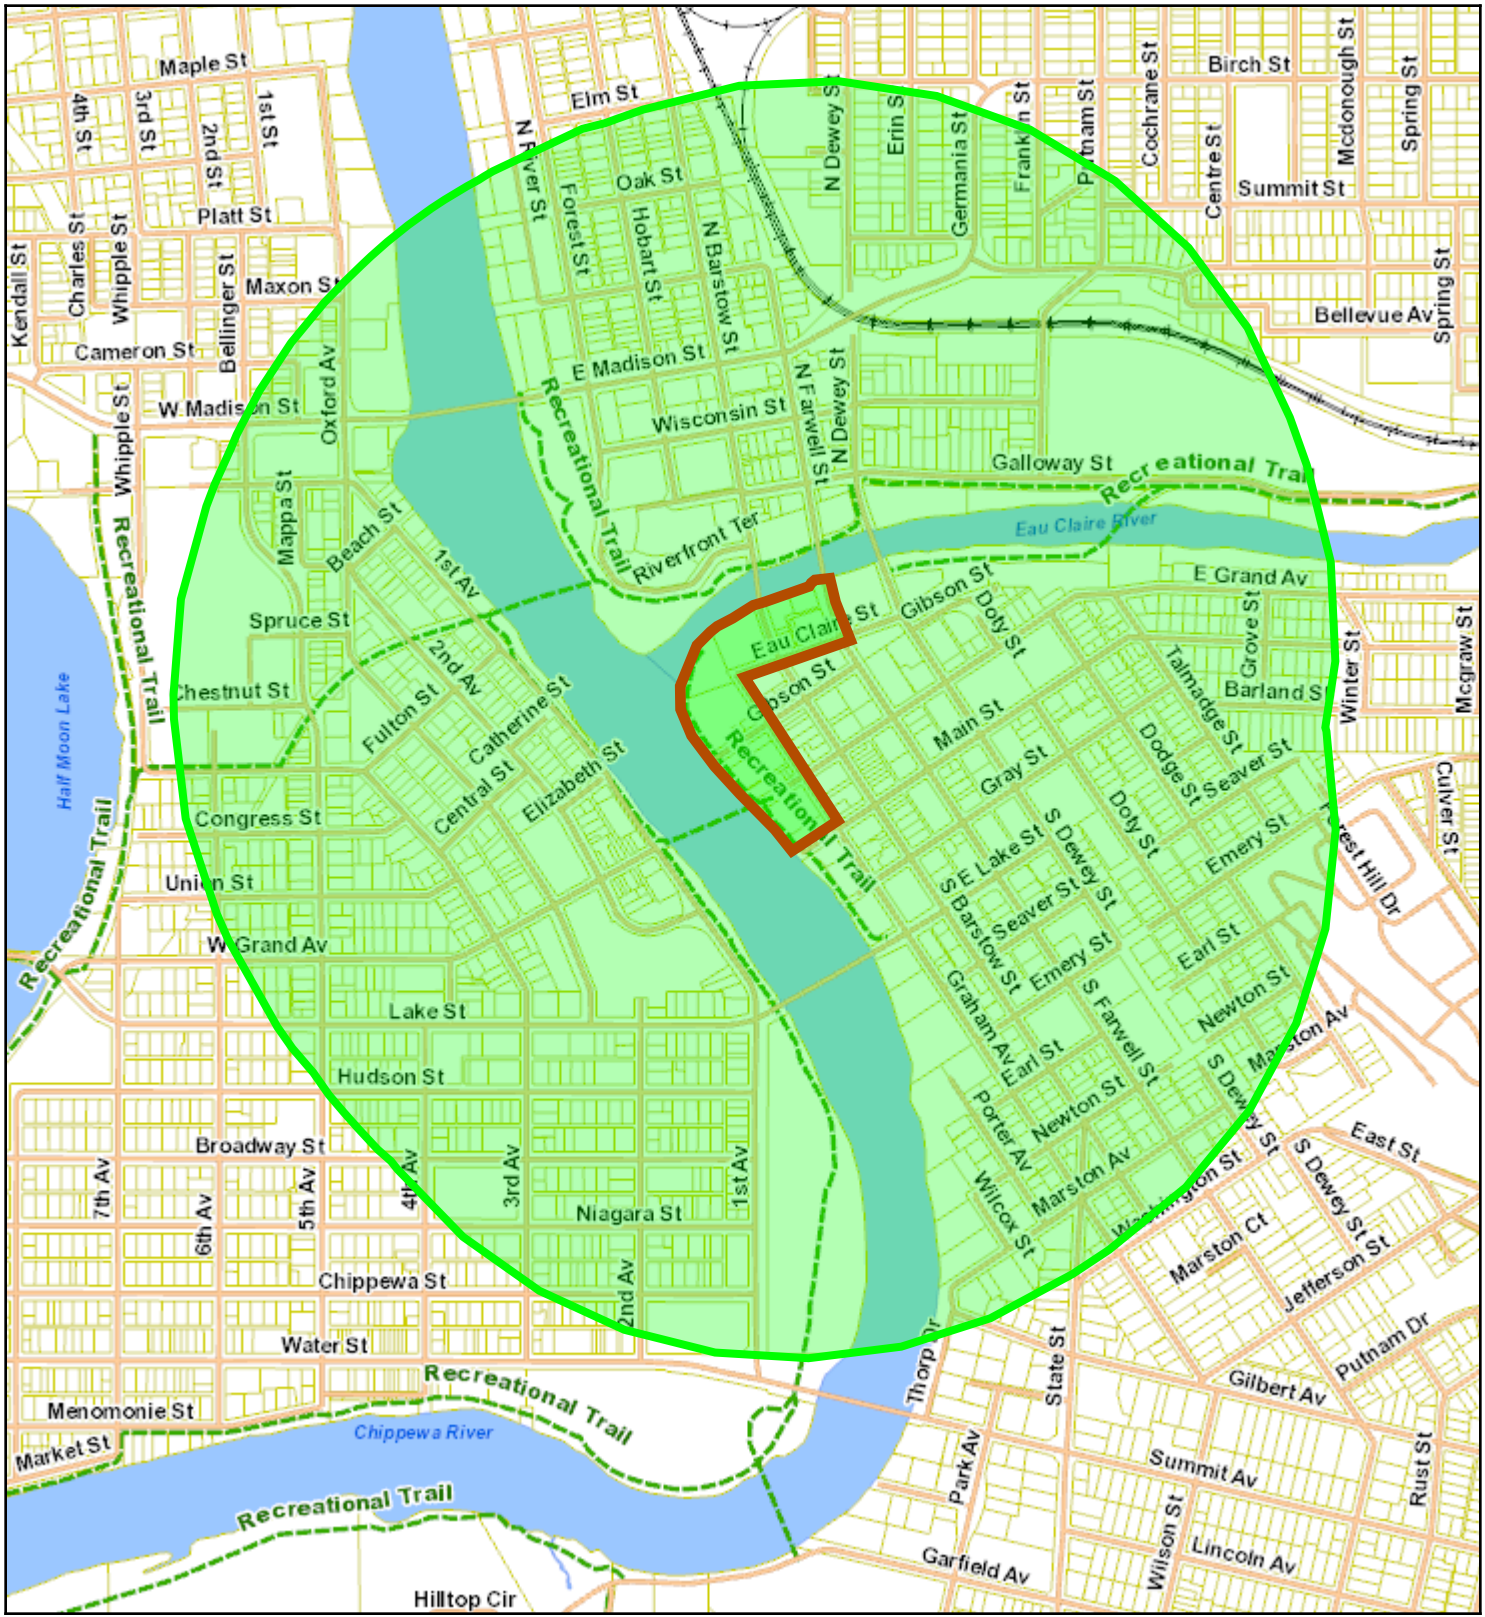 Maple St
Elm St
Birch St
4th St
3rd St
2nd St
1st St
N River St
Oak St
Forest St
Hobart St
N Barstow St
N Dewey St
Erin S
Germania St
Franklin St
Putnam St
Cochrane St
Centre St
Mcdonough St
Spring St
Summit St
Platt St
Kendall St
Charles St
Whipple St
Bellinger St
Maxon St
Cameron St
W Madison St
Oxford Av
E Madison St
Wisconsin St
N Farwell St
N Dewey St
Bellevue Av
Spring St
Whipple St
Mappa St
Beach St
1st Av
Recreational Trail
Recreational Trail
Riverfront Ter
Galloway St
Recreational Trail
Eau Claire River
E Grand Av
Spruce St
2nd Av
Chestnut St
Fulton St
Catherine St
Central St
Elizabeth St
Eau Claire St
Gibson St
Gibson St
Doty St
Main St
Gray St
Grove St
Talmadge St
Barland St
Winter St
Mcgraw St
Dodge St
Seaver St
Half Moon Lake
Recreational Trail
Recreational Trail
Congress St
Union St
W Grand Av
Lake St
Hudson St
Broadway St
Niagara St
Chippewa St
Water St
Menomonie St
Market St
7th Av
6th Av
5th Av
4th Av
3rd Av
2nd Av
1st Av
S Dewey St
Doty St
Emery St
Culver St
Forest Hill Dr
E Lake St
S Barstow St
Seaver St
Emery St
Earl St
Newton St
Marston Av
Graham Av
Earl St
S Farwell St
S Dewey St
Porter Av
Newton St
Marston Av
Wilcox St
Washington St
East St
S Dewey St
Marston Ct
Jefferson St
Putnam Dr
Thorp Dr
State St
Gilbert Av
Park Av
Summit Av
Rust St
Wilson St
Lincoln Av
Garfield Av
Recreational Trail
Chippewa River
Recreational Trail
Hilltop Cir